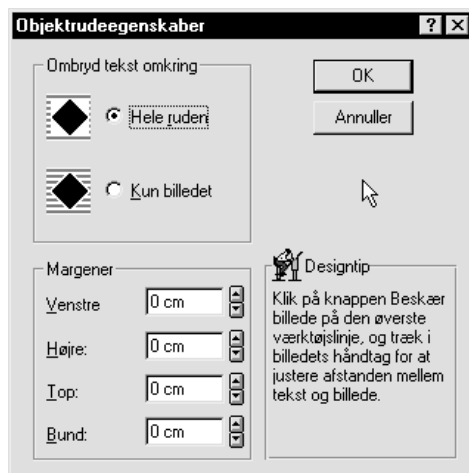 Objektrudeegenskaber
Ombryd tekst omkring
Hele ruden
Kun billedet
OK
Annuller
Margener
Venstre 0 cm
Højre: 0 cm
Top: 0 cm
Bund: 0 cm
Designtip
Klik på knappen Beskær
billede på den øverste
værktøjslinje, og træk i
billedets håndtag for at
justere afstanden mellem
tekst og billede.